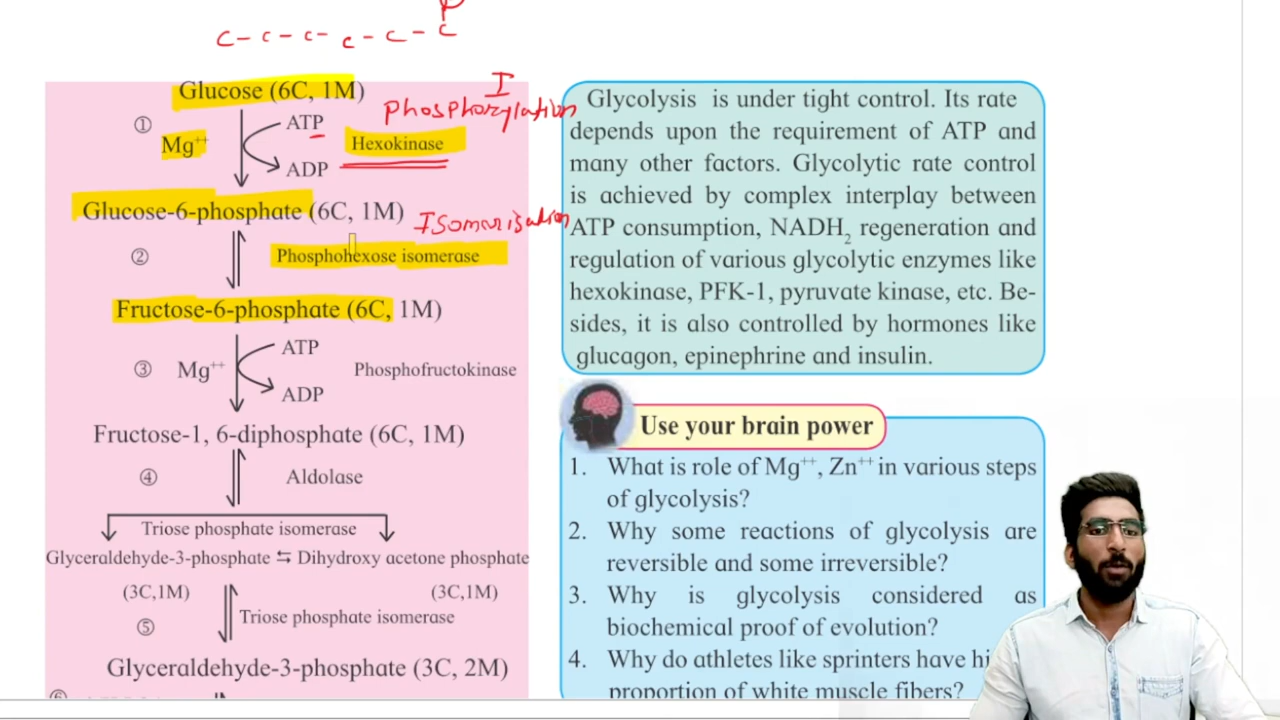 P
C - C - C - C - C - C
Glucose (6C, 1M)
I
Phosphorylation
①
Mg++
ATP
Hexokinase
ADP
Glucose-6-phosphate (6C, 1M)
Isomarisation
②
Phosphohexose isomerase
Fructose-6-phosphate (6C, 1M)
③
Mg++
ATP
Phosphofructokinase
ADP
Fructose-1, 6-diphosphate (6C, 1M)
④
Aldolase
Triose phosphate isomerase
Glyceraldehyde-3-phosphate ⇆ Dihydroxy acetone phosphate
(3C,1M)
(3C,1M)
⑤
Triose phosphate isomerase
Glyceraldehyde-3-phosphate (3C, 2M)
Glycolysis is under tight control. Its rate
depends upon the requirement of ATP and
many other factors. Glycolytic rate control
is achieved by complex interplay between
ATP consumption, NADH2 regeneration and
regulation of various glycolytic enzymes like
hexokinase, PFK-1, pyruvate kinase, etc. Be-
sides, it is also controlled by hormones like
glucagon, epinephrine and insulin.
Use your brain power
1. What is role of Mg++, Zn++ in various steps
of glycolysis?
2. Why some reactions of glycolysis are
reversible and some irreversible?
3. Why is glycolysis considered as
biochemical proof of evolution?
4. Why do athletes like sprinters have
proportion of white muscle fibers?